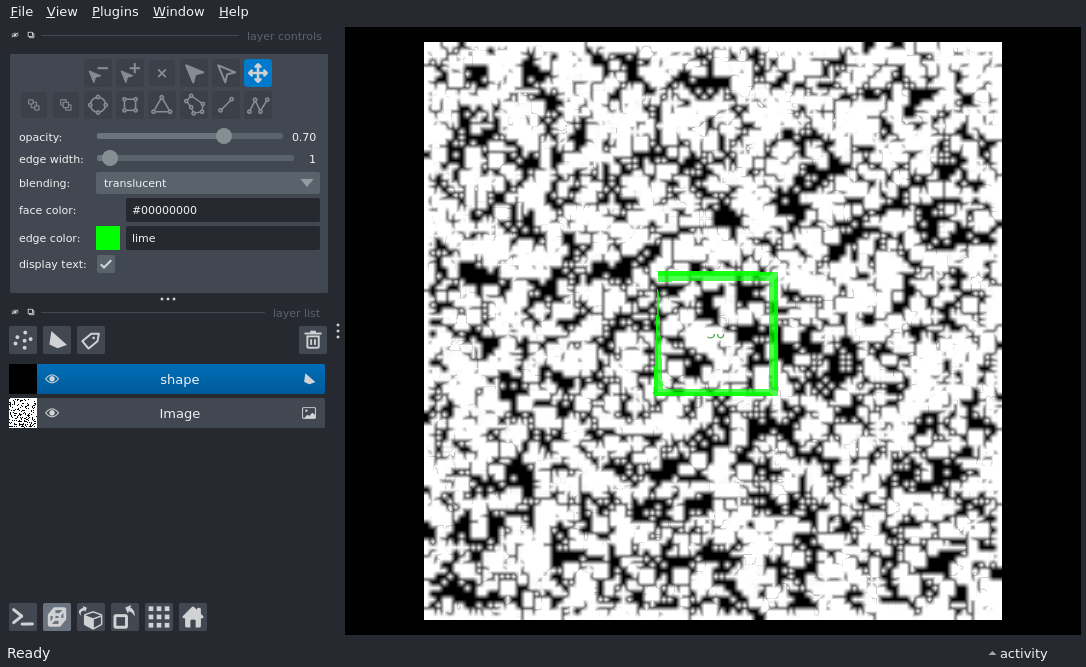 File View Plugins Window Help
layer controls
opacity: 0.70
edge width: 1
blending: translucent
face color: #00000000
edge color: lime
display text:
layer list
shape
Image
Ready
activity